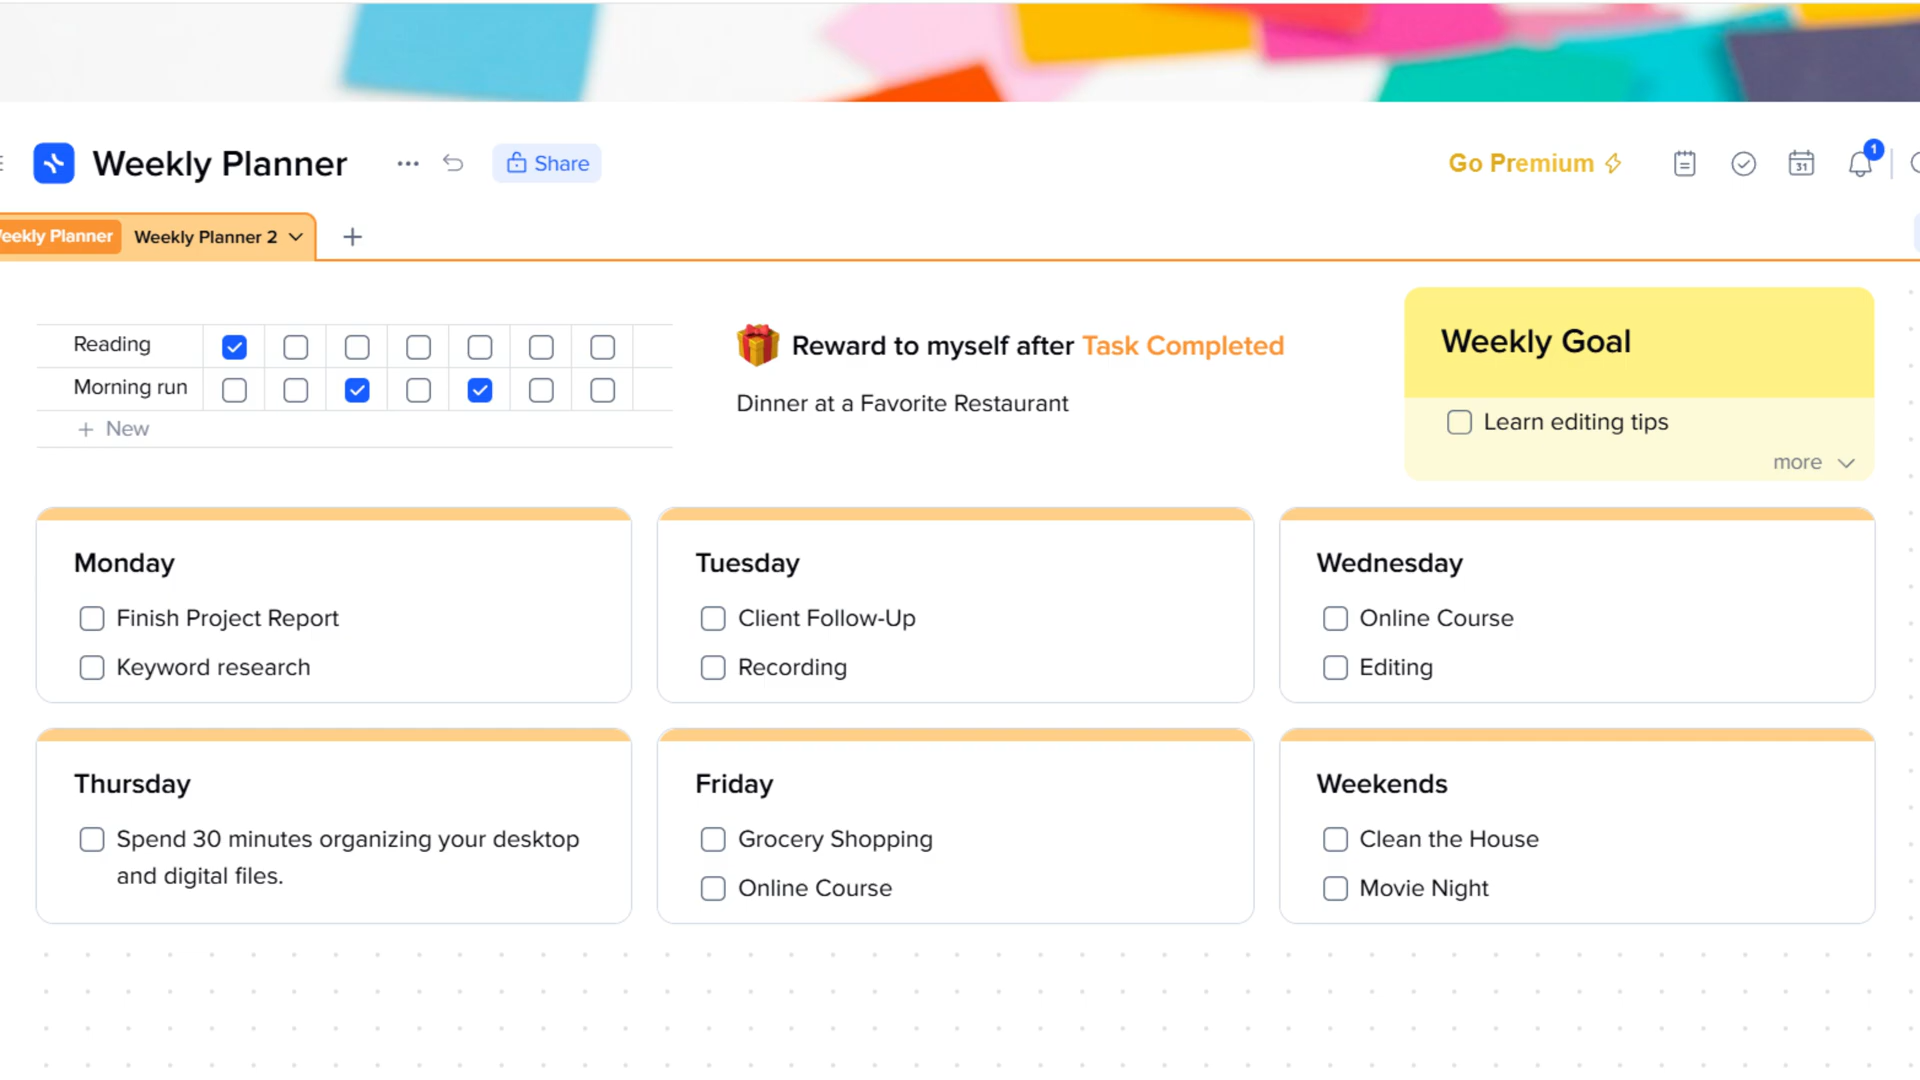 Weekly Planner
Share
Go Premium
31
1
eekly Planner
Weekly Planner 2
Reading
Morning run
New
Reward to myself after Task Completed
Dinner at a Favorite Restaurant
Weekly Goal
Learn editing tips
more
Monday
Finish Project Report
Keyword research
Tuesday
Client Follow-Up
Recording
Wednesday
Online Course
Editing
Thursday
Spend 30 minutes organizing your desktop
and digital files.
Friday
Grocery Shopping
Online Course
Weekends
Clean the House
Movie Night